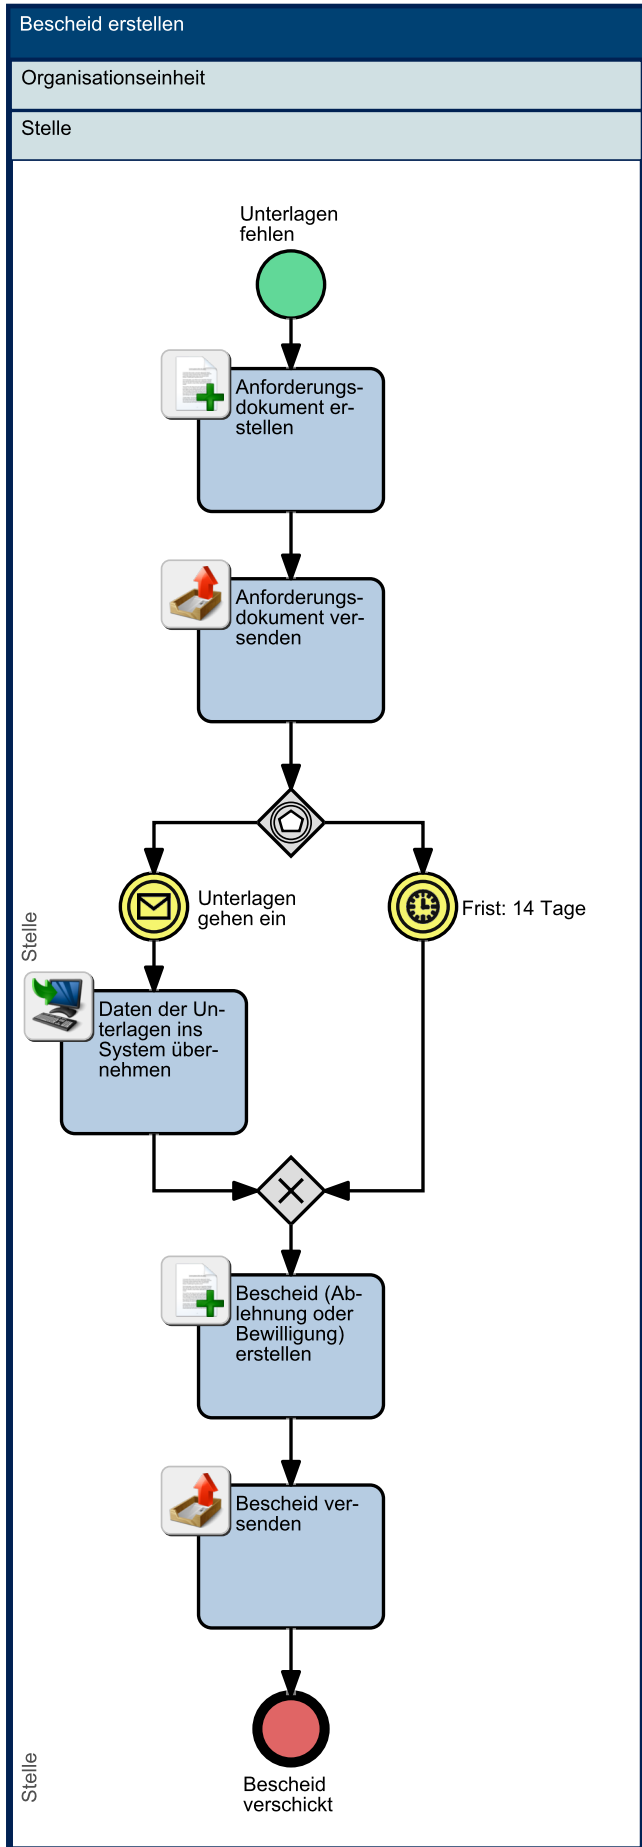 Bescheid erstellen
Organisationseinheit
Stelle
Unterlagen
fehlen
Anforderungs-
dokument er-
stellen
Anforderungs-
dokument ver-
senden
Unterlagen
gehen ein
Frist: 14 Tage
Stelle
Daten der Un-
terlagen ins
System über-
nehmen
Bescheid (Ab-
lehnung oder
Bewilligung)
erstellen
Bescheid ver-
senden
Stelle
Bescheid
verschickt